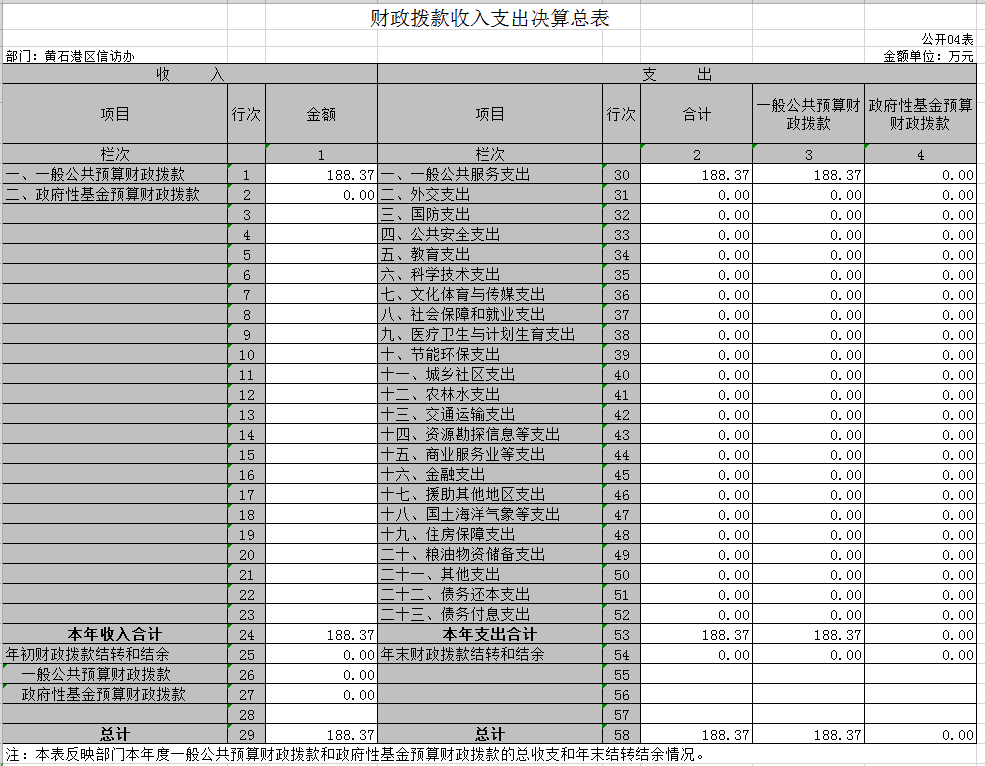 财政拨款收入支出决算总表
公开04表
部门：黄石港区信访办 金额单位：万元
收 入 支 出
项目 行次 金额 项目 行次 合计 一般公共预算财政拨款 政府性基金预算财政拨款
栏次 1 栏次 2 3 4
一、一般公共预算财政拨款 1 188.37 一、一般公共服务支出 30 188.37 188.37 0.00
二、政府性基金预算财政拨款 2 0.00 二、外交支出 31 0.00 0.00 0.00
3 三、国防支出 32 0.00 0.00 0.00
4 四、公共安全支出 33 0.00 0.00 0.00
5 五、教育支出 34 0.00 0.00 0.00
6 六、科学技术支出 35 0.00 0.00 0.00
7 七、文化体育与传媒支出 36 0.00 0.00 0.00
8 八、社会保障和就业支出 37 0.00 0.00 0.00
9 九、医疗卫生与计划生育支出 38 0.00 0.00 0.00
10 十、节能环保支出 39 0.00 0.00 0.00
11 十一、城乡社区支出 40 0.00 0.00 0.00
12 十二、农林水支出 41 0.00 0.00 0.00
13 十三、交通运输支出 42 0.00 0.00 0.00
14 十四、资源勘探信息等支出 43 0.00 0.00 0.00
15 十五、商业服务业等支出 44 0.00 0.00 0.00
16 十六、金融支出 45 0.00 0.00 0.00
17 十七、援助其他地区支出 46 0.00 0.00 0.00
18 十八、国土海洋气象等支出 47 0.00 0.00 0.00
19 十九、住房保障支出 48 0.00 0.00 0.00
20 二十、粮油物资储备支出 49 0.00 0.00 0.00
21 二十一、其他支出 50 0.00 0.00 0.00
22 二十二、债务还本支出 51 0.00 0.00 0.00
23 二十三、债务付息支出 52 0.00 0.00 0.00
本年收入合计 24 188.37 本年支出合计 53 188.37 188.37 0.00
年初财政拨款结转和结余 25 0.00 年末财政拨款结转和结余 54 0.00 0.00 0.00
一般公共预算财政拨款 26 0.00 55
政府性基金预算财政拨款 27 0.00 56
28 57
总计 29 188.37 总计 58 188.37 188.37 0.00
注：本表反映部门本年度一般公共预算财政拨款和政府性基金预算财政拨款的总收支和年末结转结余情况。